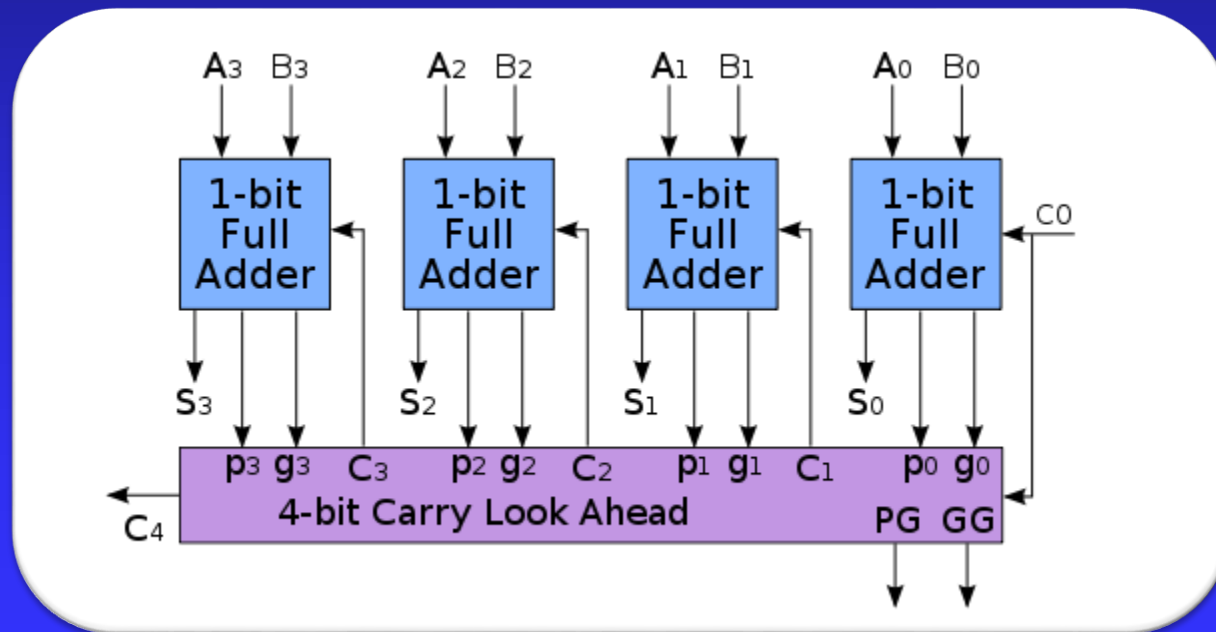 A3 B3 A2 B2 A1 B1 A0 B0
1-bit Full Adder 1-bit Full Adder 1-bit Full Adder 1-bit Full Adder
C0
S3 S2 S1 S0
p3 g3 C3 p2 g2 C2 p1 g1 C1 p0 g0
4-bit Carry Look Ahead PG GG
C4